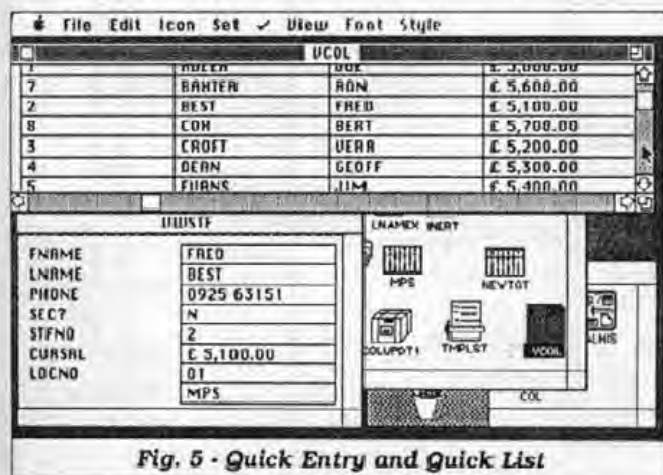 File Edit Icon Set ✓ View Font Style
VCOL
7 BAXTER RON £ 5,600.00
2 BEST FRED £ 5,100.00
8 COX BERT £ 5,700.00
3 CROFT VERA £ 5,200.00
4 DEAN GEOFF £ 5,300.00
5 EVANS JIM £ 5,400.00
FNAME FRED
LNAME BEST
PHONE 0925 63151
SEC? N
STFNO 2
CURSAL £ 5,100.00
LOCNO 01
MPS
LNAMEX INERT
MPS NEWTOT
COLUPDT1 TMPLST VCOL
COL
Fig. 5 - Quick Entry and Quick List